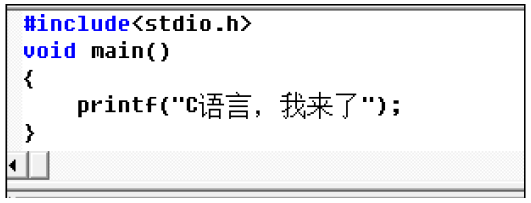 #include<stdio.h>
void main()
{
    printf("C语言，我来了");
}